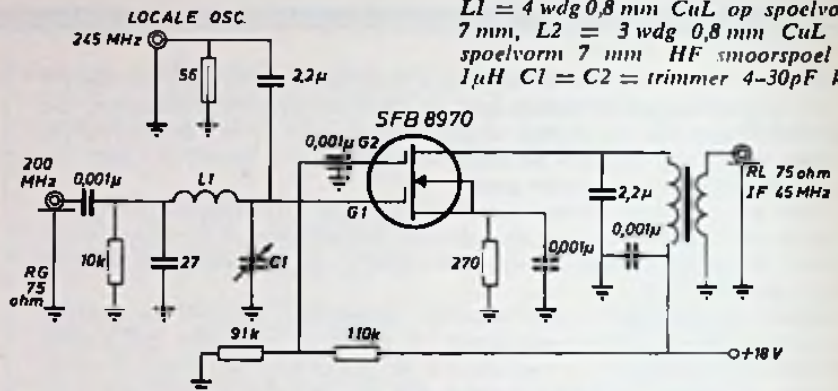 L1 = 4 wdg 0,8 mm CuL op spoelvo
7 mm, L2 = 3 wdg 0,8 mm CuL
spoelvorm 7 mm HF smoorspoel
1µH C1 = C2 = trimmer 4-30pF
LOCALE OSC.
245 MHz
56
2,2µ
SFB 8970
0,001µ G2
200
MHz
0,001µ
L1
G1
2,2µ
RL 75 ohm
IF 45 MHz
10k
27
C1
270
0,001µ
0,001µ
RG
75
ohm
91k
110k
+18V